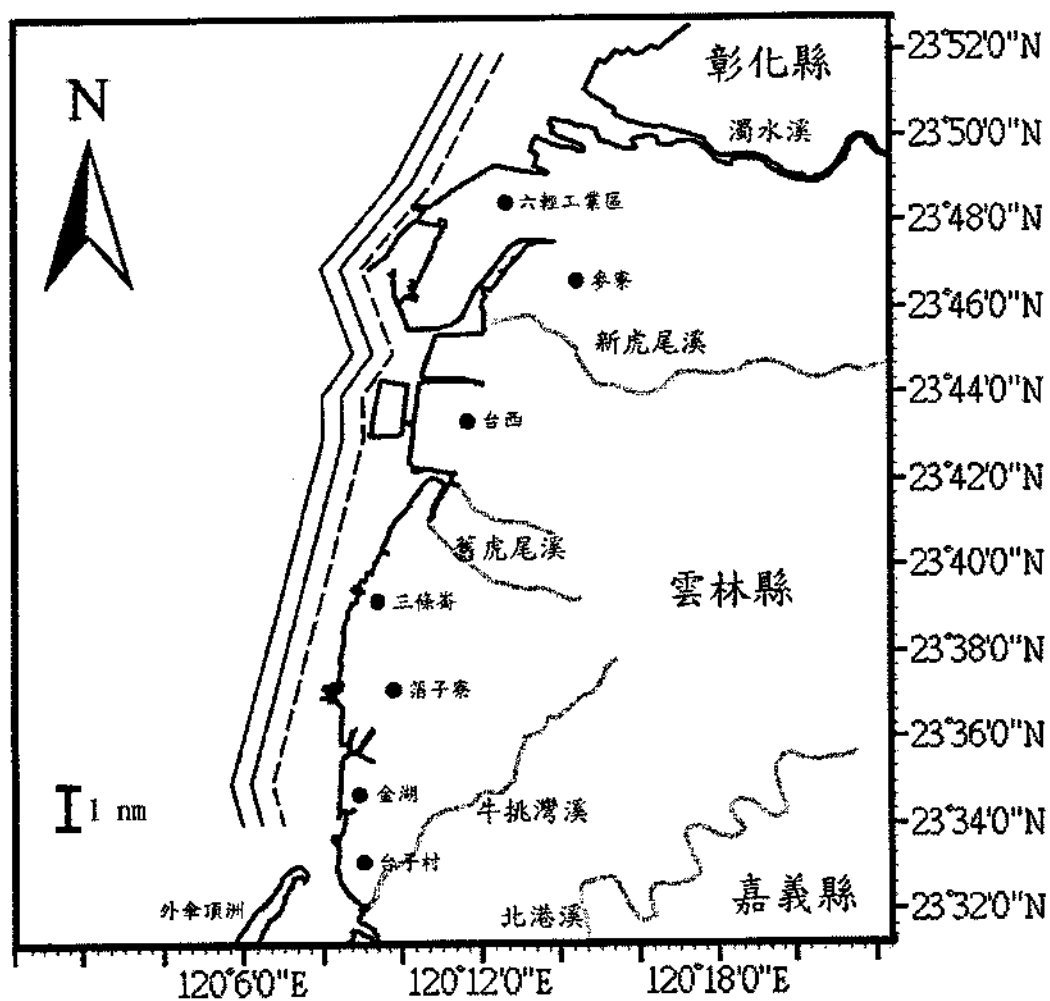 23°52'0"N
彰化縣
N
23°50'0"N
濁水溪
六輕工業區
23°48'0"N
參寮
23°46'0"N
新虎尾溪
23°44'0"N
台西
23°42'0"N
舊虎尾溪
23°40'0"N
雲林縣
三條崙
23°38'0"N
箔子寮
23°36'0"N
金湖
1 nm
牛挑灣溪
23°34'0"N
台子村
嘉義縣
外傘頂洲
北港溪
23°32'0"N
120°6'0"E
120°12'0"E
120°18'0"E